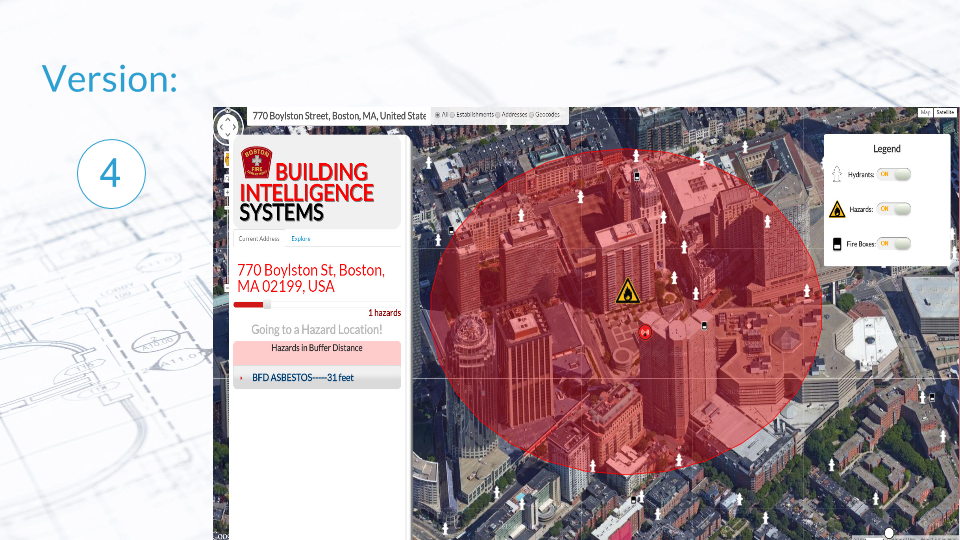 Version:
4
770 Boylston Street, Boston, MA, United State
All Establishments Addresses Geocodes
Map Satellite
BOSTON
FIRE
BUILDING
INTELLIGENCE
SYSTEMS
Current Address Explore
770 Boylston St, Boston,
MA 02199, USA
1 hazards
Going to a Hazard Location!
Hazards in Buffer Distance
BFD ASBESTOS-----31 feet
Legend
Hydrants: ON
Hazards: ON
Fire Boxes: ON